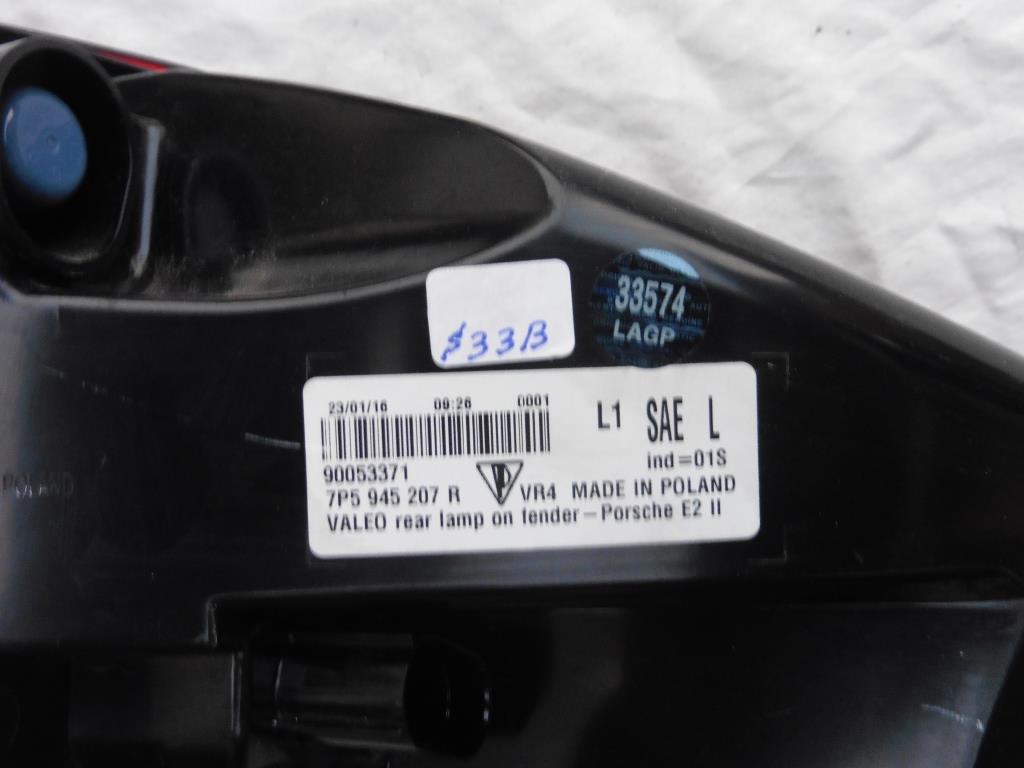 $33B
33574
LAGP
23/01/16 09:26 0001
L1 SAE L
90053371 ind=01S
7P5 945 207 R VR4 MADE IN POLAND
VALEO rear lamp on fender-Porsche E2 II
POLAND